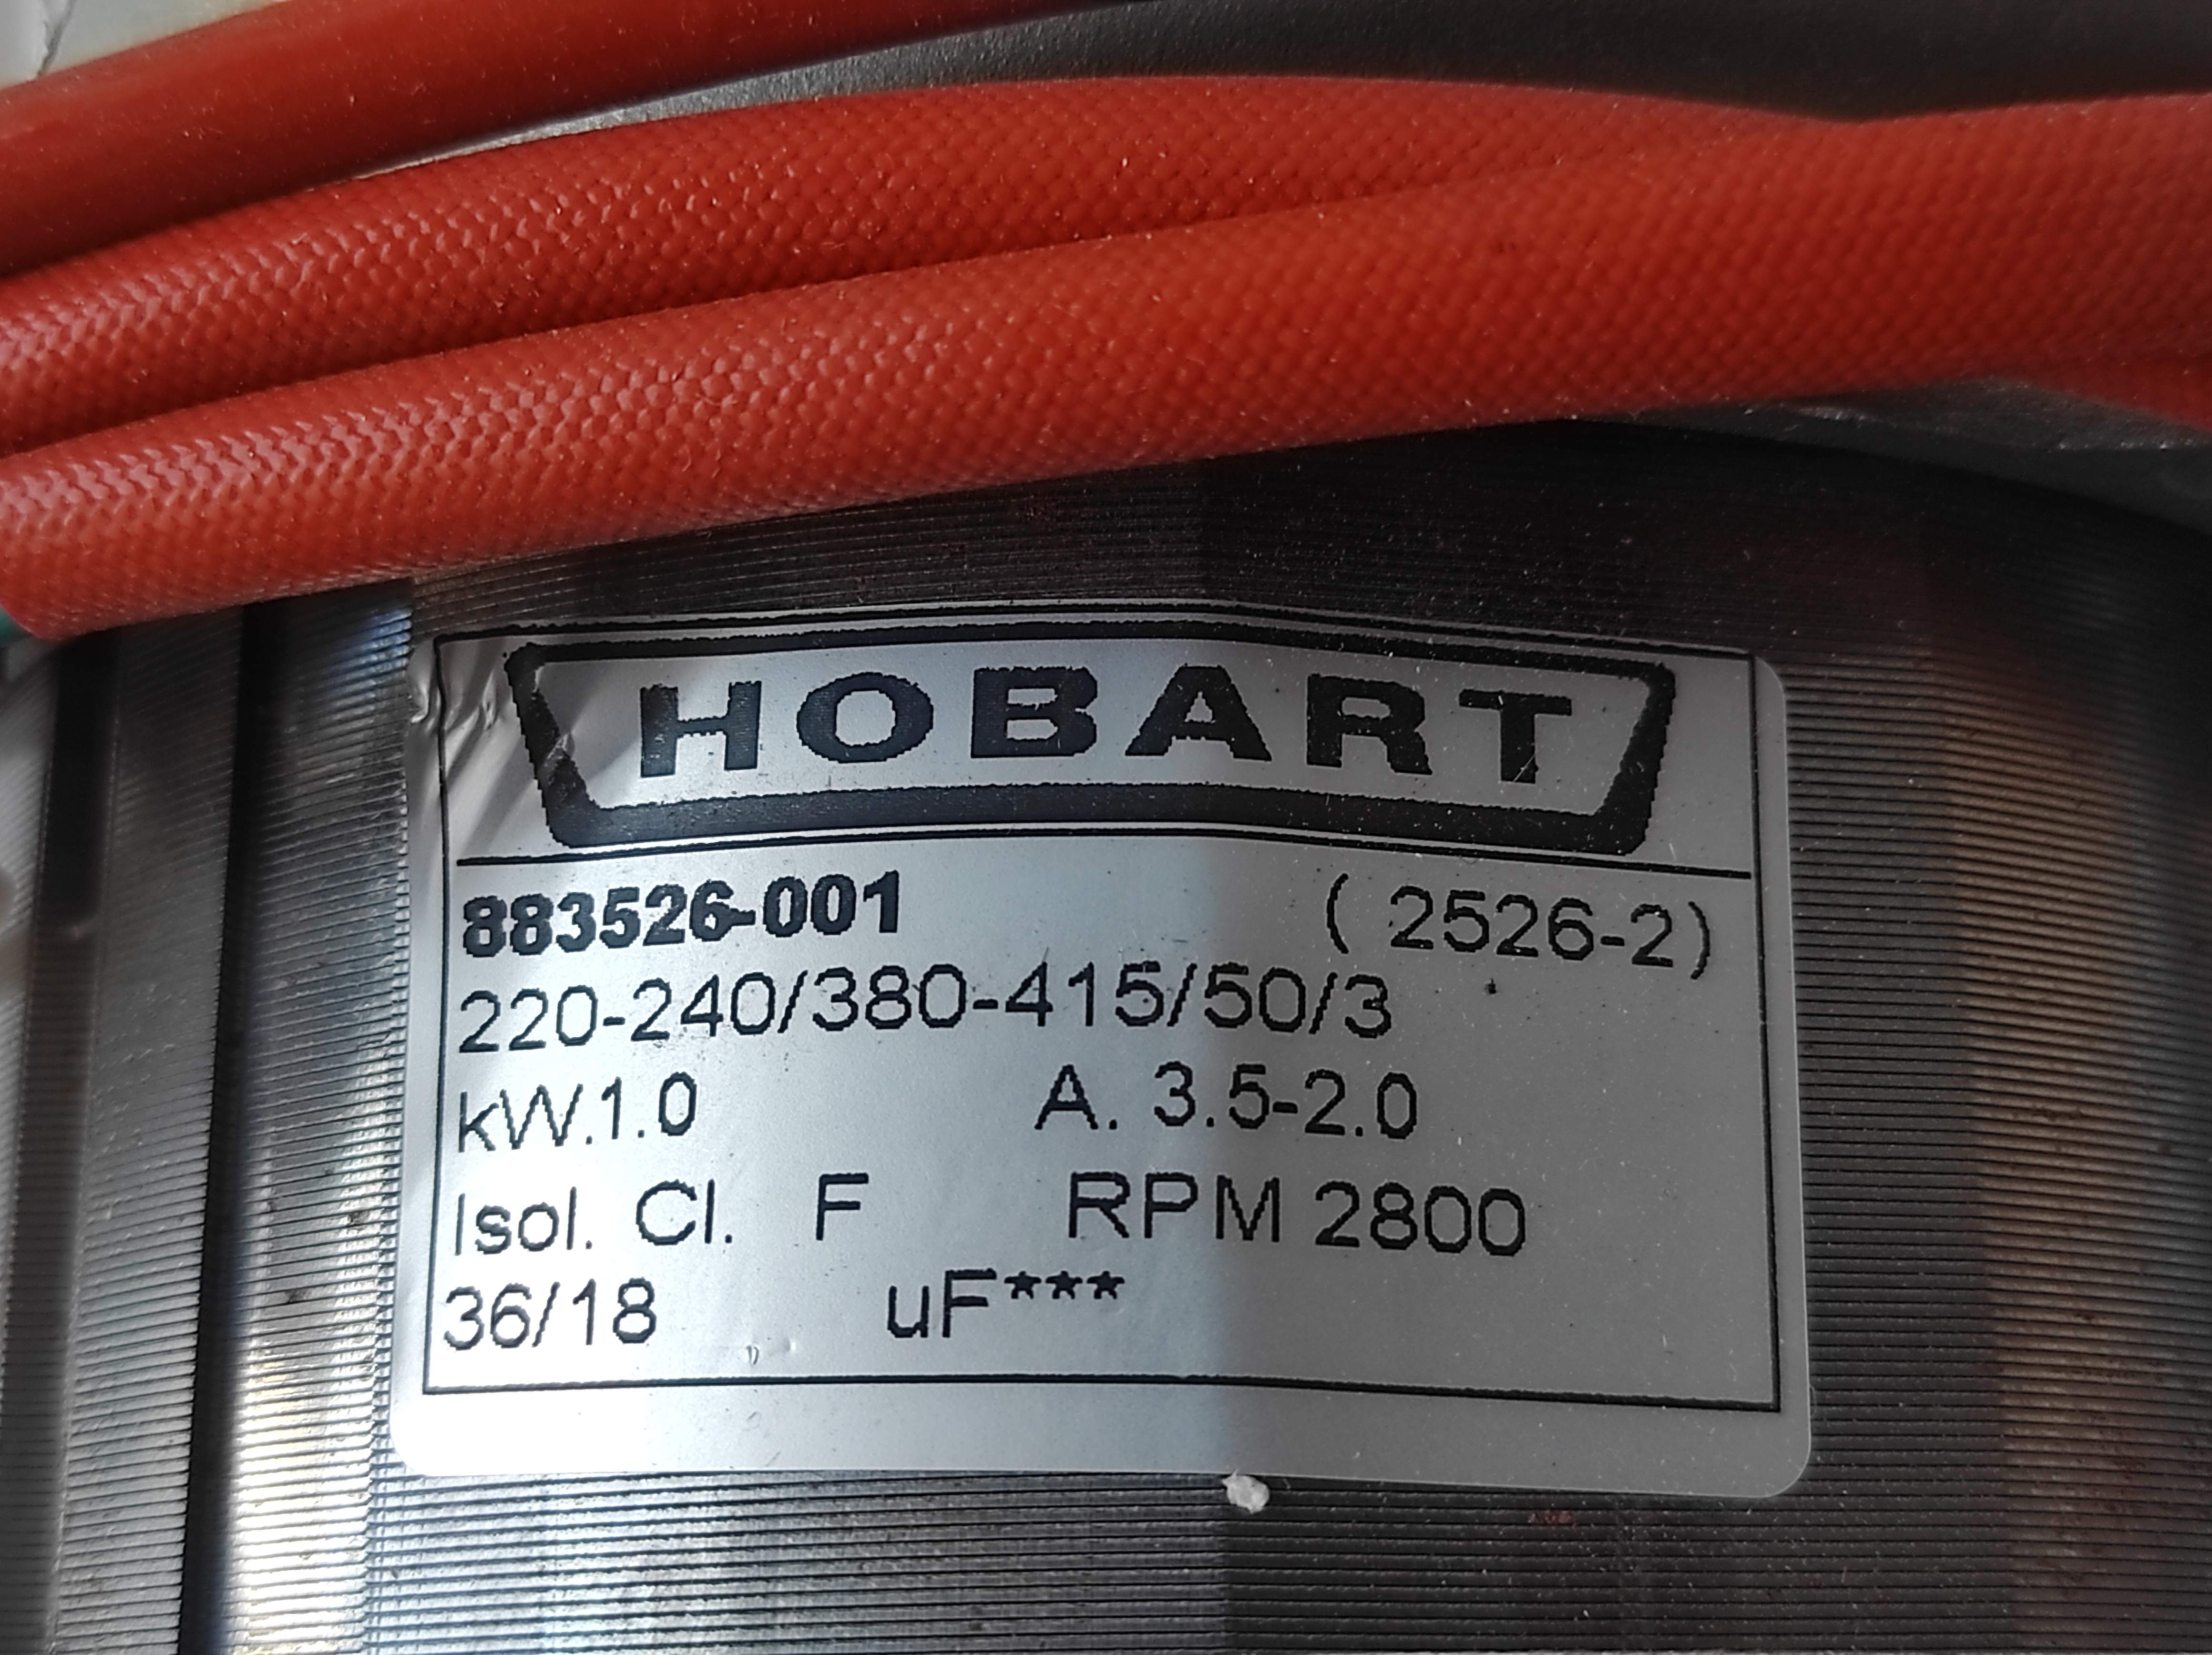 HOBART
883526-001 ( 2526-2)
220-240/380-415/50/3
kW.1.0 A. 3.5-2.0
Isol. Cl. F RPM 2800
36/18 uF***